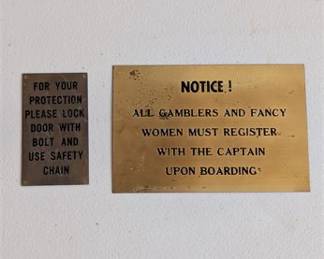 FOR YOUR
PROTECTION
PLEASE LOCK
DOOR WITH
BOLT AND
USE SAFETY
CHAIN
NOTICE!
ALL GAMBLERS AND FANCY
WOMEN MUST REGISTER
WITH THE CAPTAIN
UPON BOARDING